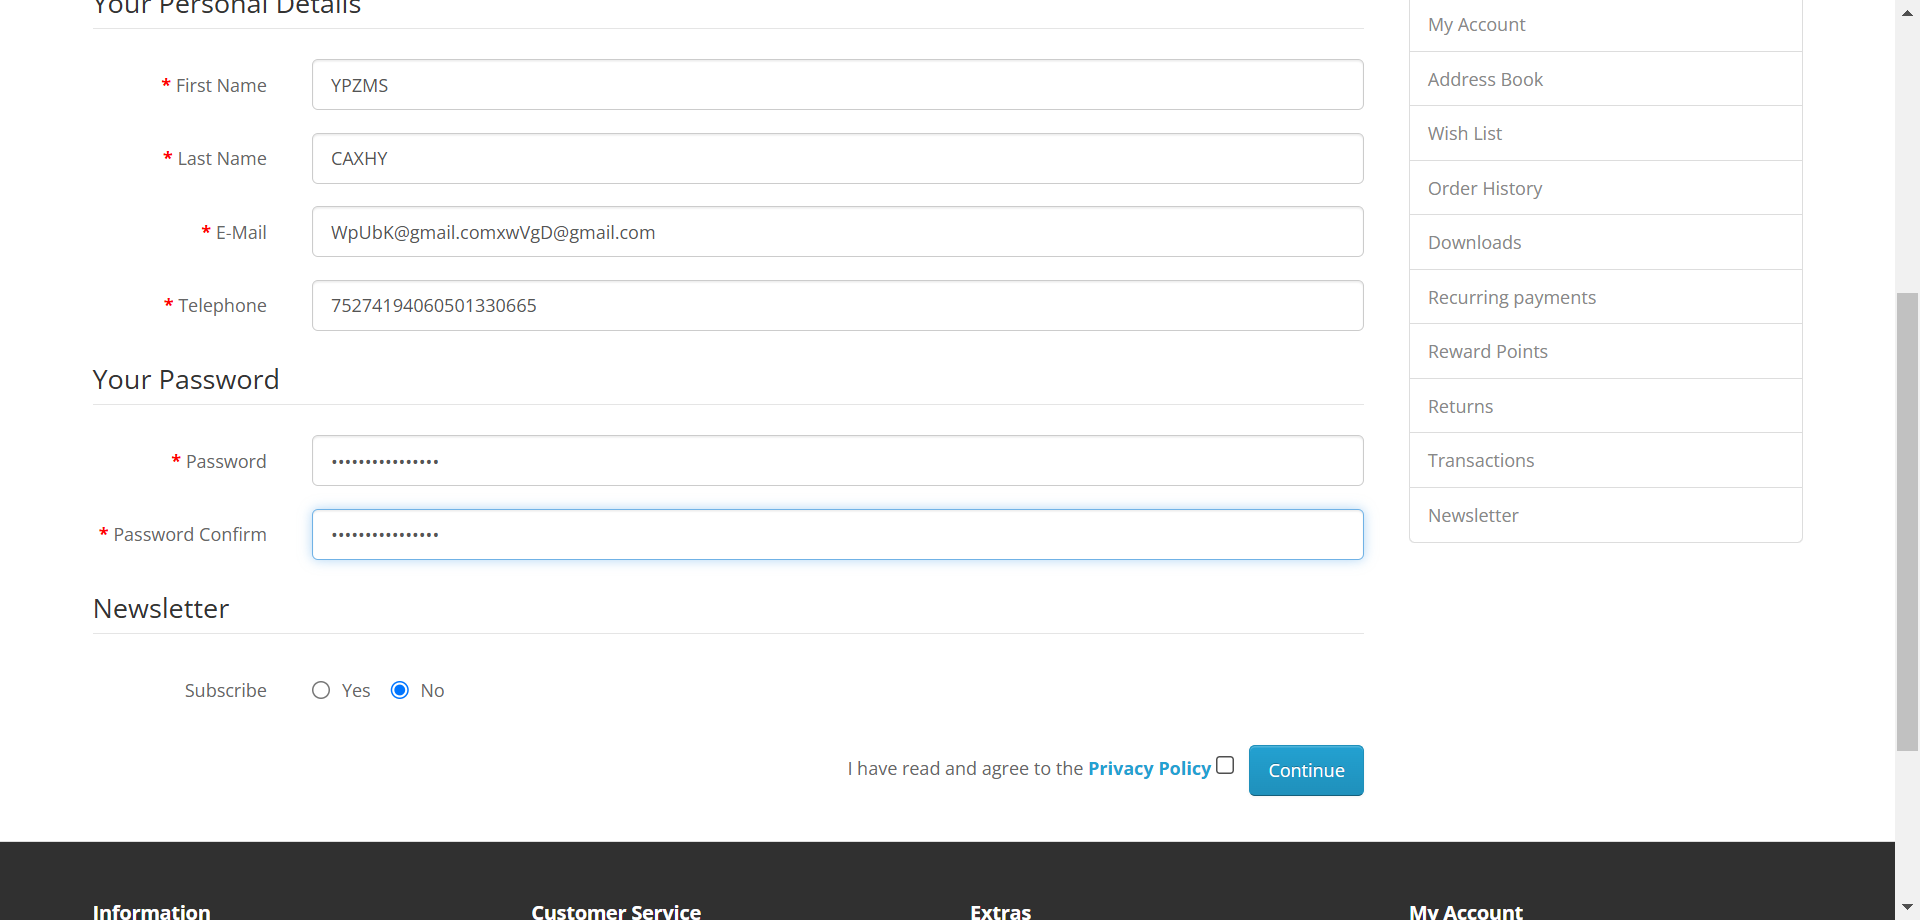 Your Personal Details
* First Name
YPZMS
* Last Name
CAXHY
* E-Mail
WpUbK@gmail.comxwVgD@gmail.com
* Telephone
75274194060501330665
Your Password
* Password
••••••••••••••••
* Password Confirm
••••••••••••••••
Newsletter
Subscribe
Yes
No
I have read and agree to the Privacy Policy
Continue
My Account
Address Book
Wish List
Order History
Downloads
Recurring payments
Reward Points
Returns
Transactions
Newsletter
Information
Customer Service
Extras
My Account